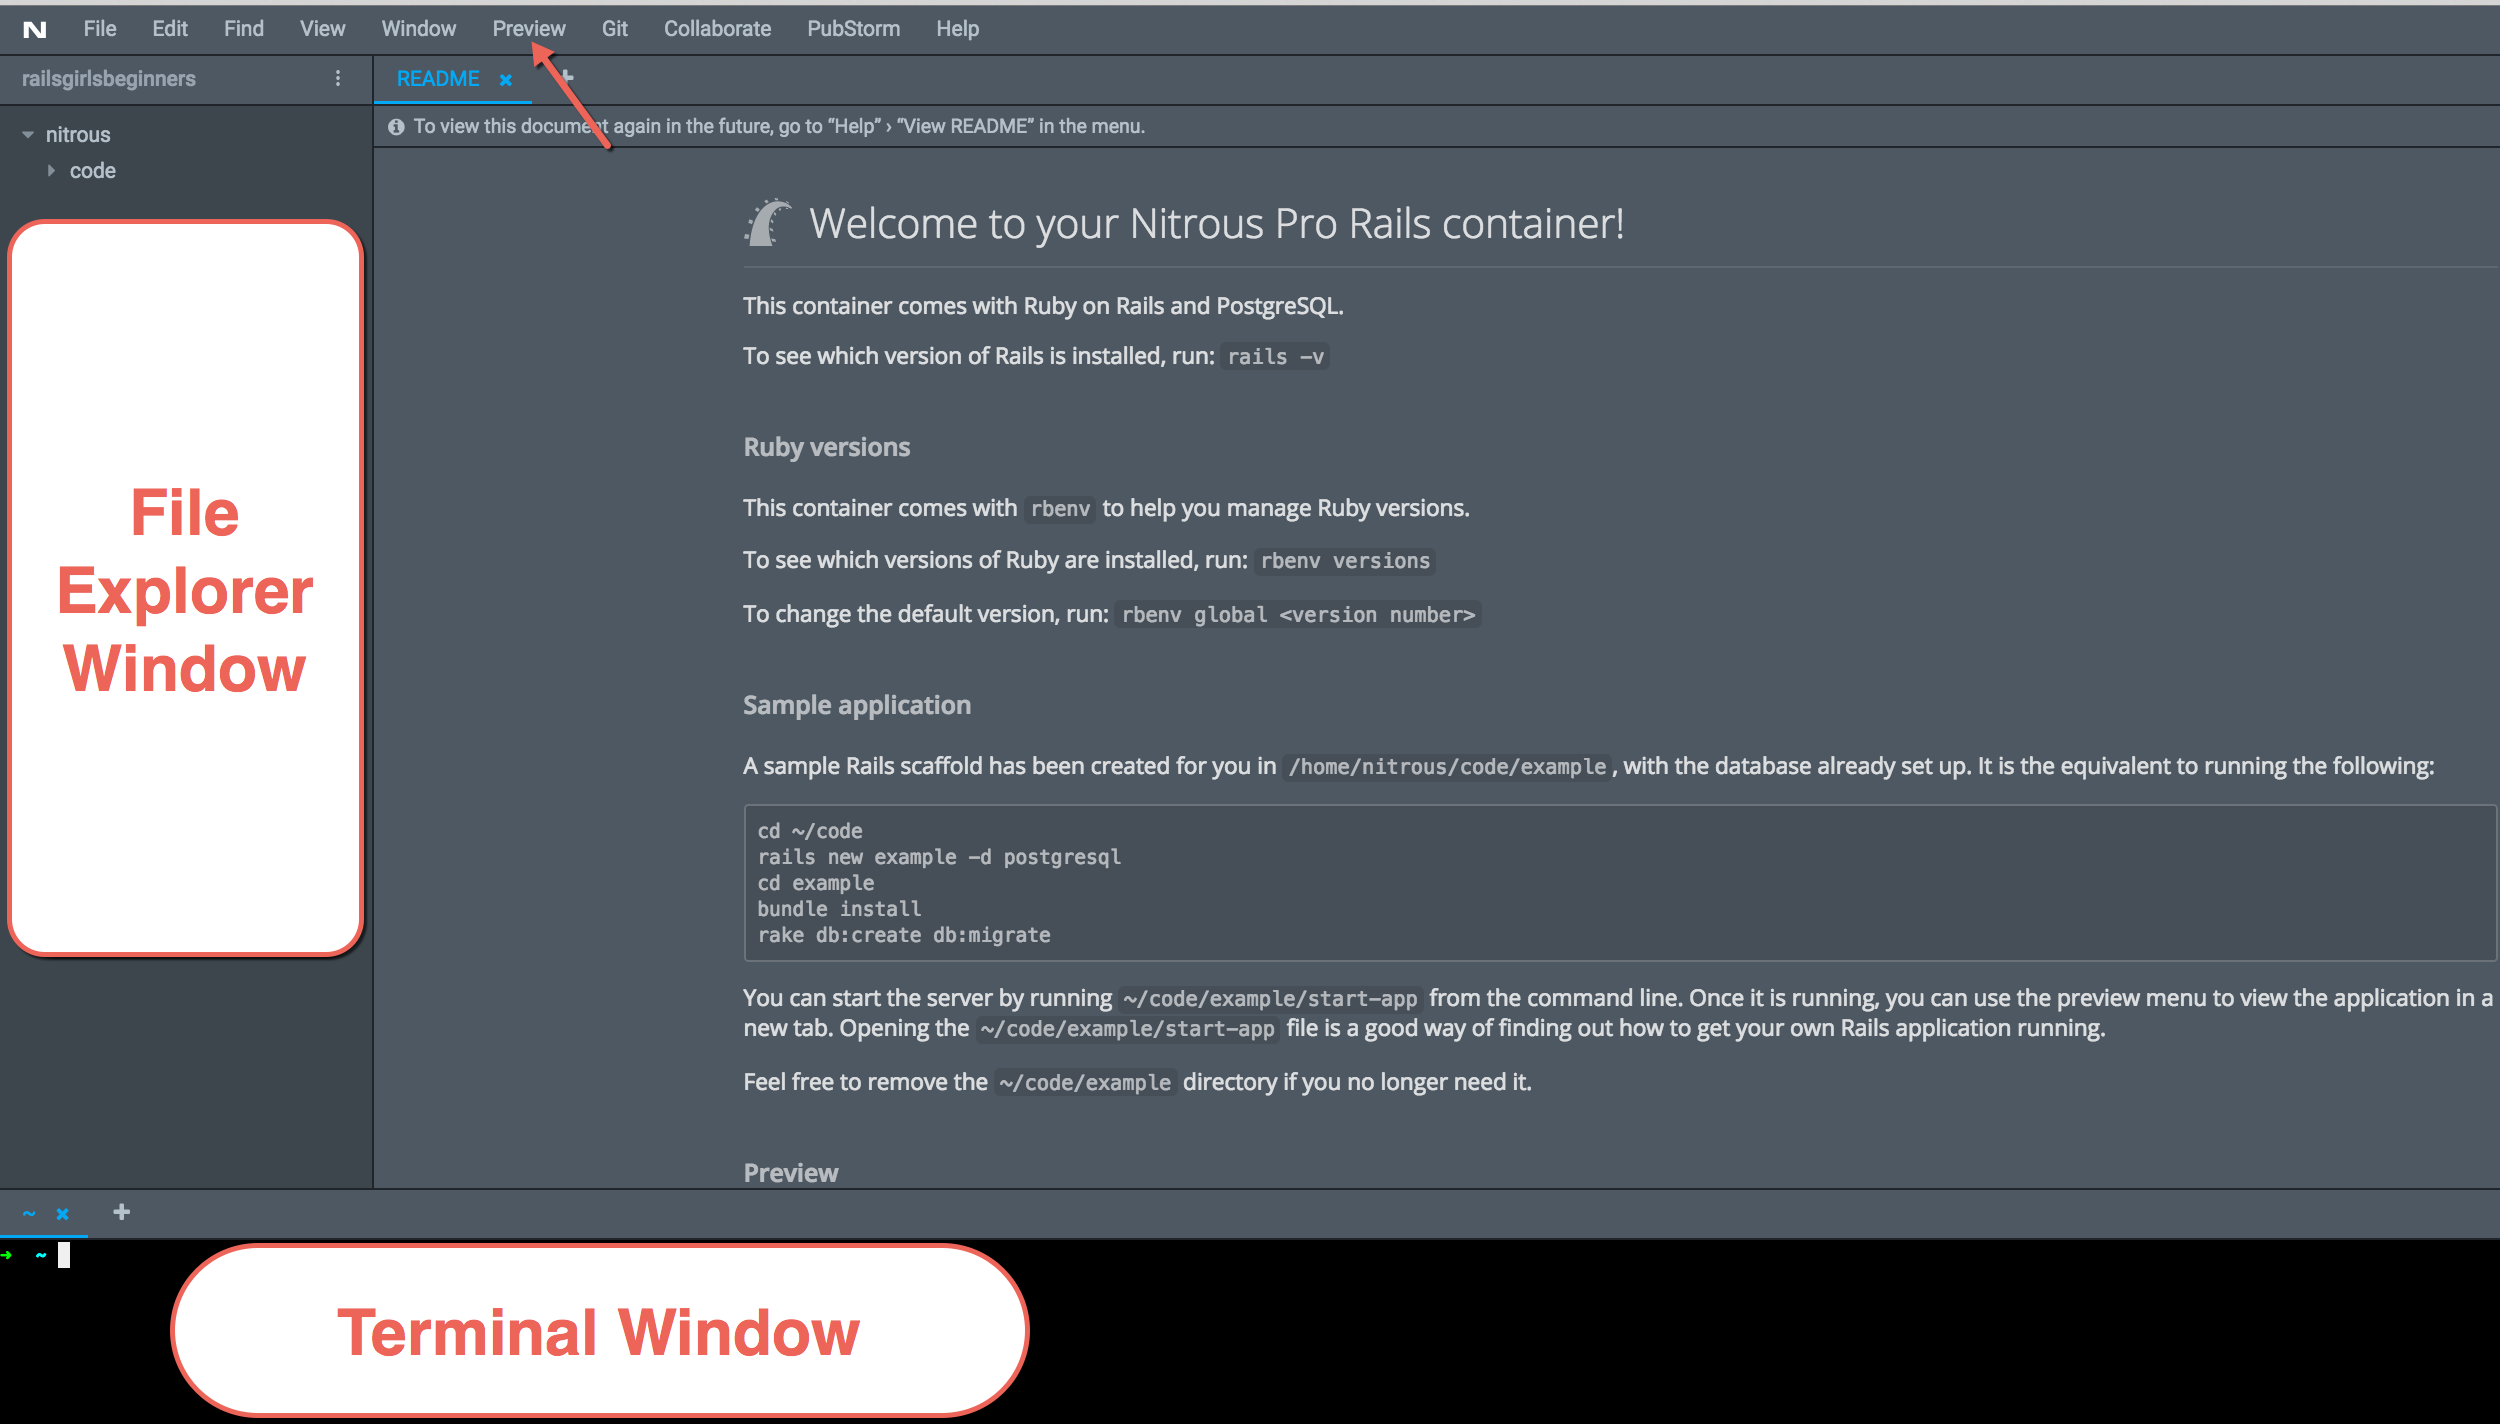 N File Edit Find View Window Preview Git Collaborate PubStorm Help
railsgirlsbeginners
README × +
nitrous
code
To view this document again in the future, go to “Help” › “View README” in the menu.
Welcome to your Nitrous Pro Rails container!
This container comes with Ruby on Rails and PostgreSQL.
To see which version of Rails is installed, run: rails -v
Ruby versions
This container comes with rbenv to help you manage Ruby versions.
To see which versions of Ruby are installed, run: rbenv versions
To change the default version, run: rbenv global <version number>
Sample application
A sample Rails scaffold has been created for you in /home/nitrous/code/example, with the database already set up. It is the equivalent to running the following:
cd ~/code
rails new example -d postgresql
cd example
bundle install
rake db:create db:migrate
You can start the server by running ~/code/example/start-app from the command line. Once it is running, you can use the preview menu to view the application in a
new tab. Opening the ~/code/example/start-app file is a good way of finding out how to get your own Rails application running.
Feel free to remove the ~/code/example directory if you no longer need it.
Preview
File
Explorer
Window
~ × +
➜ ~
Terminal Window